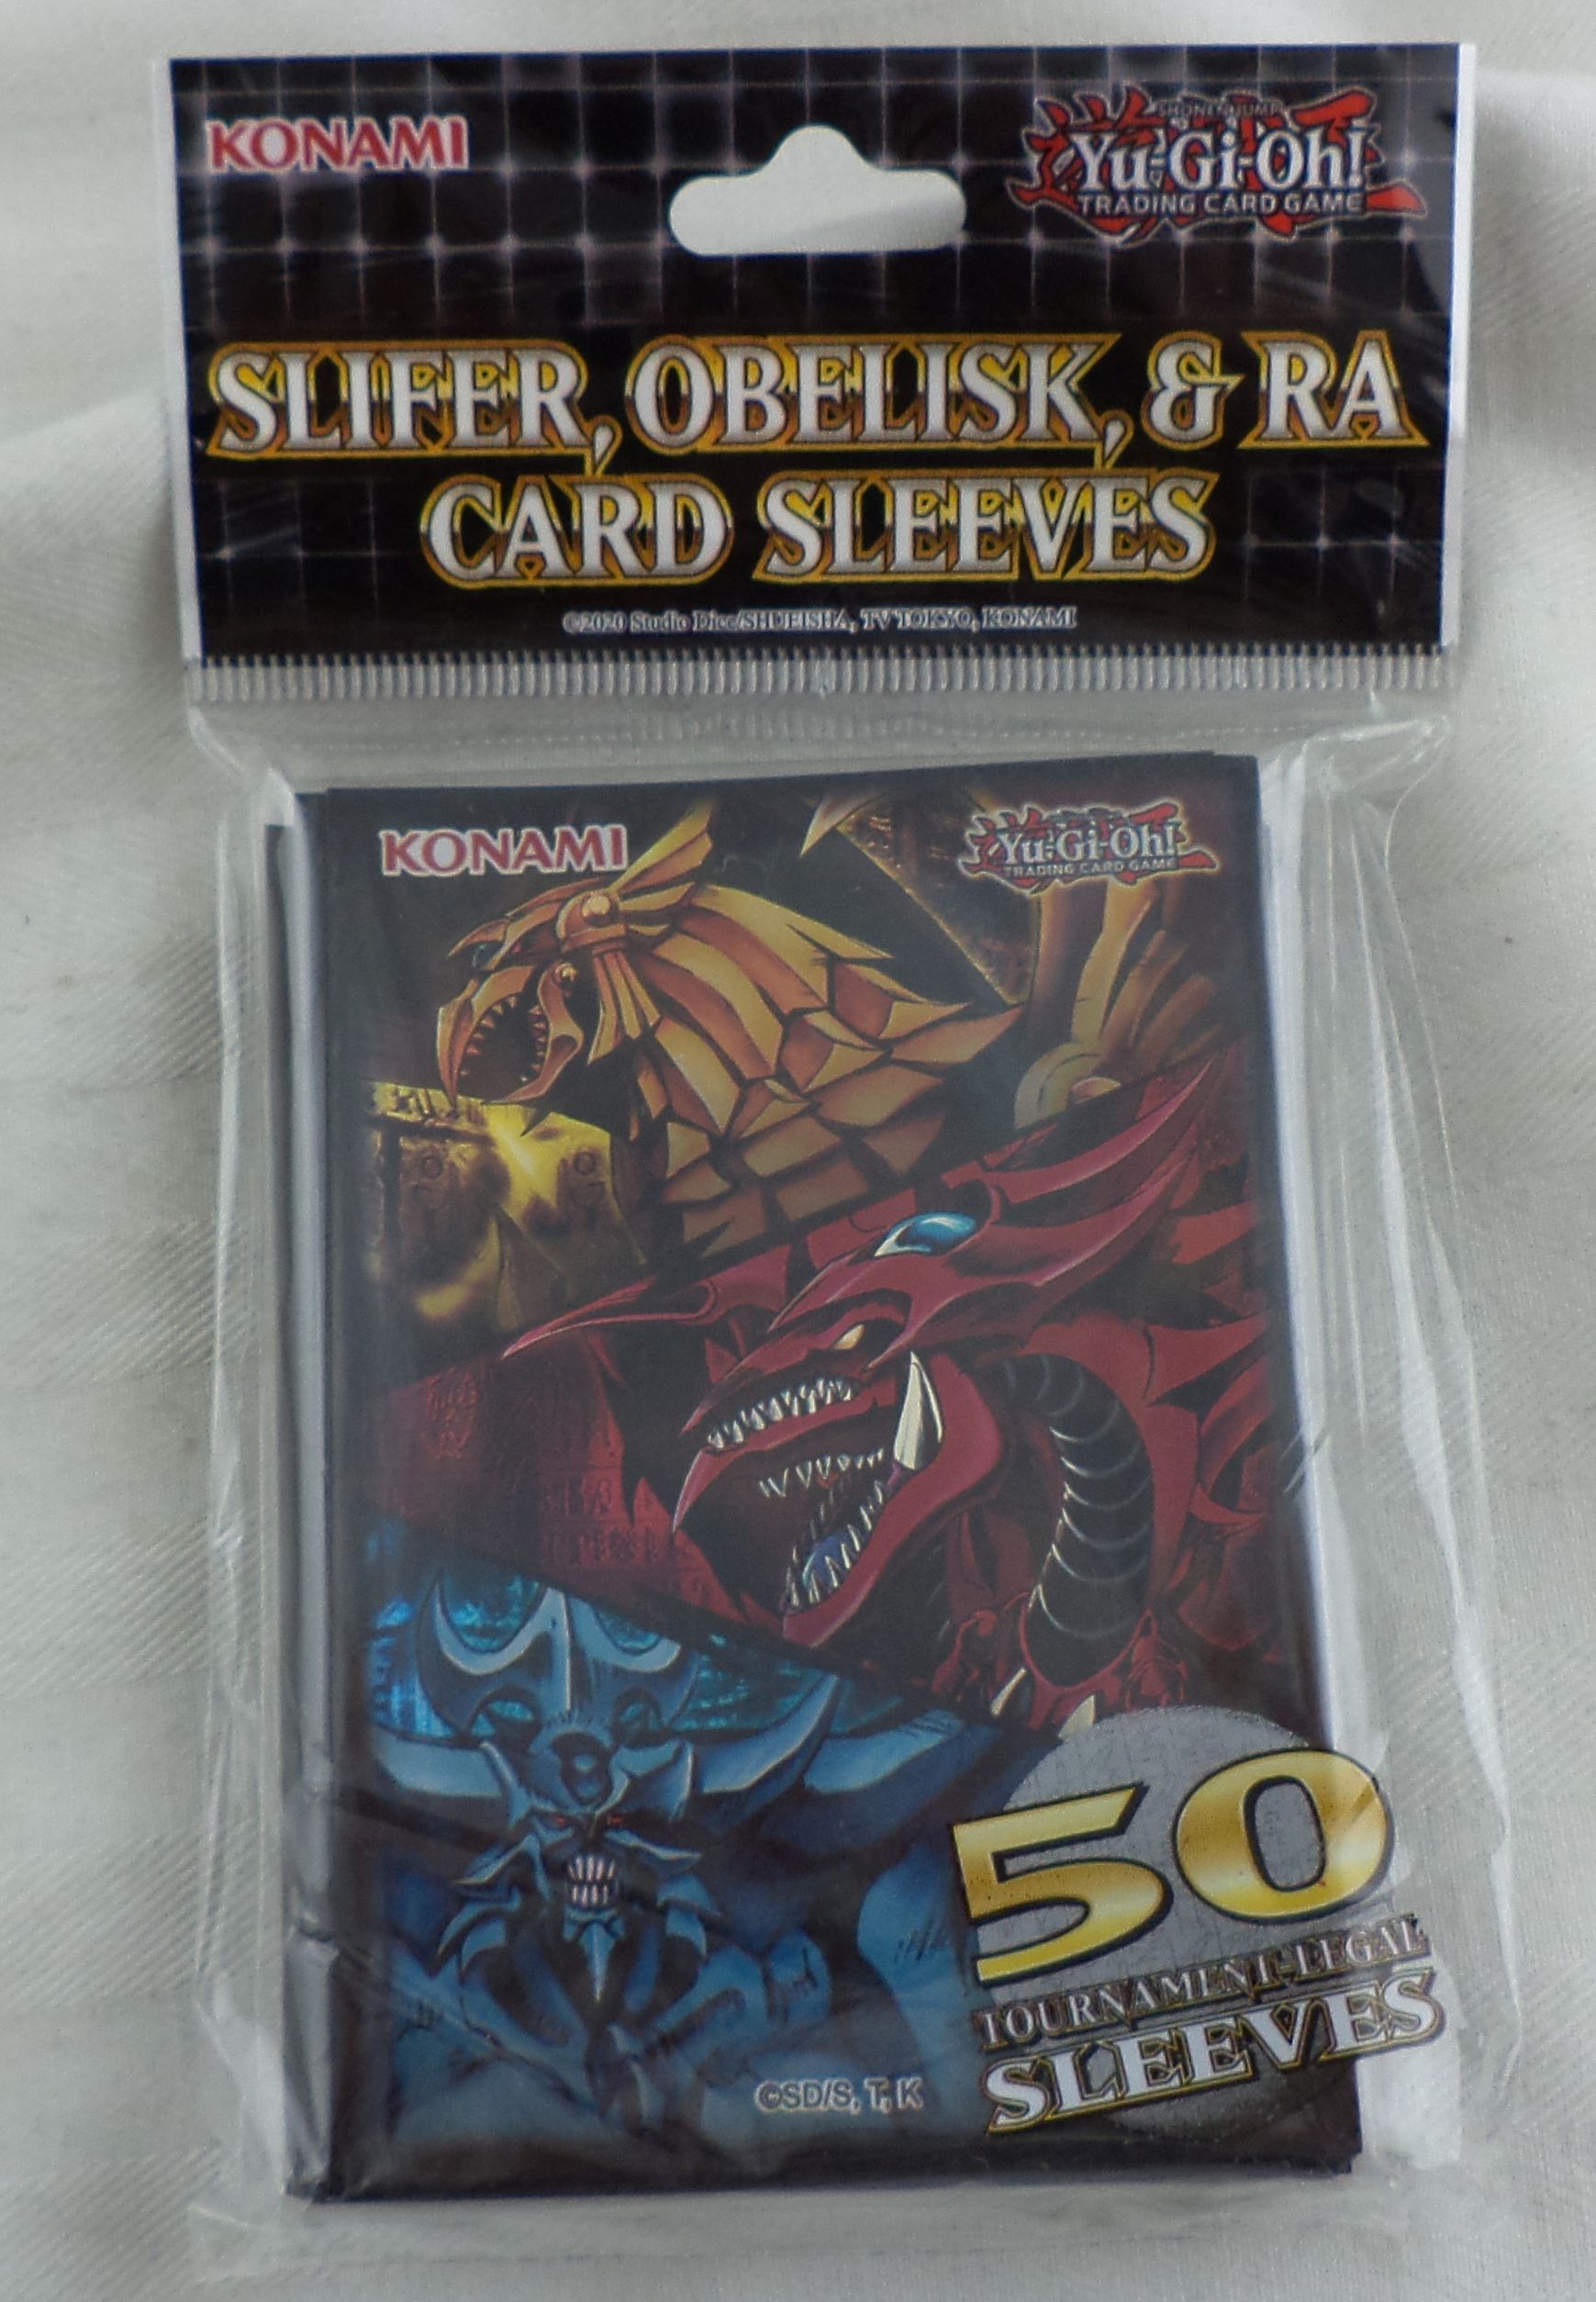 KONAMI
SHONEN JUMP
Yu-Gi-Oh!
TRADING CARD GAME
SLIFER, OBELISK, & RA
CARD SLEEVES
©2020 Studio Dice/SHUEISHA, TV TOKYO, KONAMI
KONAMI
Yu-Gi-Oh!
TRADING CARD GAME
50
TOURNAMENT-LEGAL
SLEEVES
©SD/S, T, K